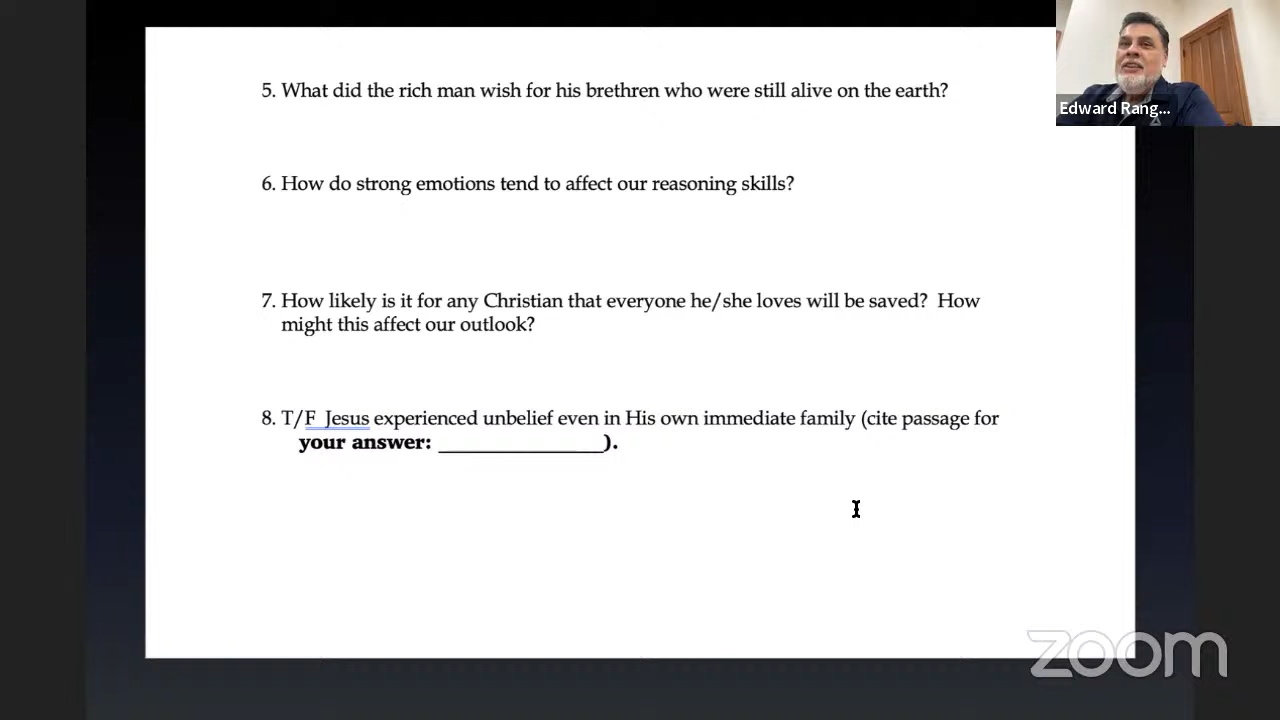 5. What did the rich man wish for his brethren who were still alive on the earth?
Edward Rang...
6. How do strong emotions tend to affect our reasoning skills?
7. How likely is it for any Christian that everyone he/she loves will be saved?  How
might this affect our outlook?
8. T/F  Jesus experienced unbelief even in His own immediate family (cite passage for
your answer: _______________).
zoom